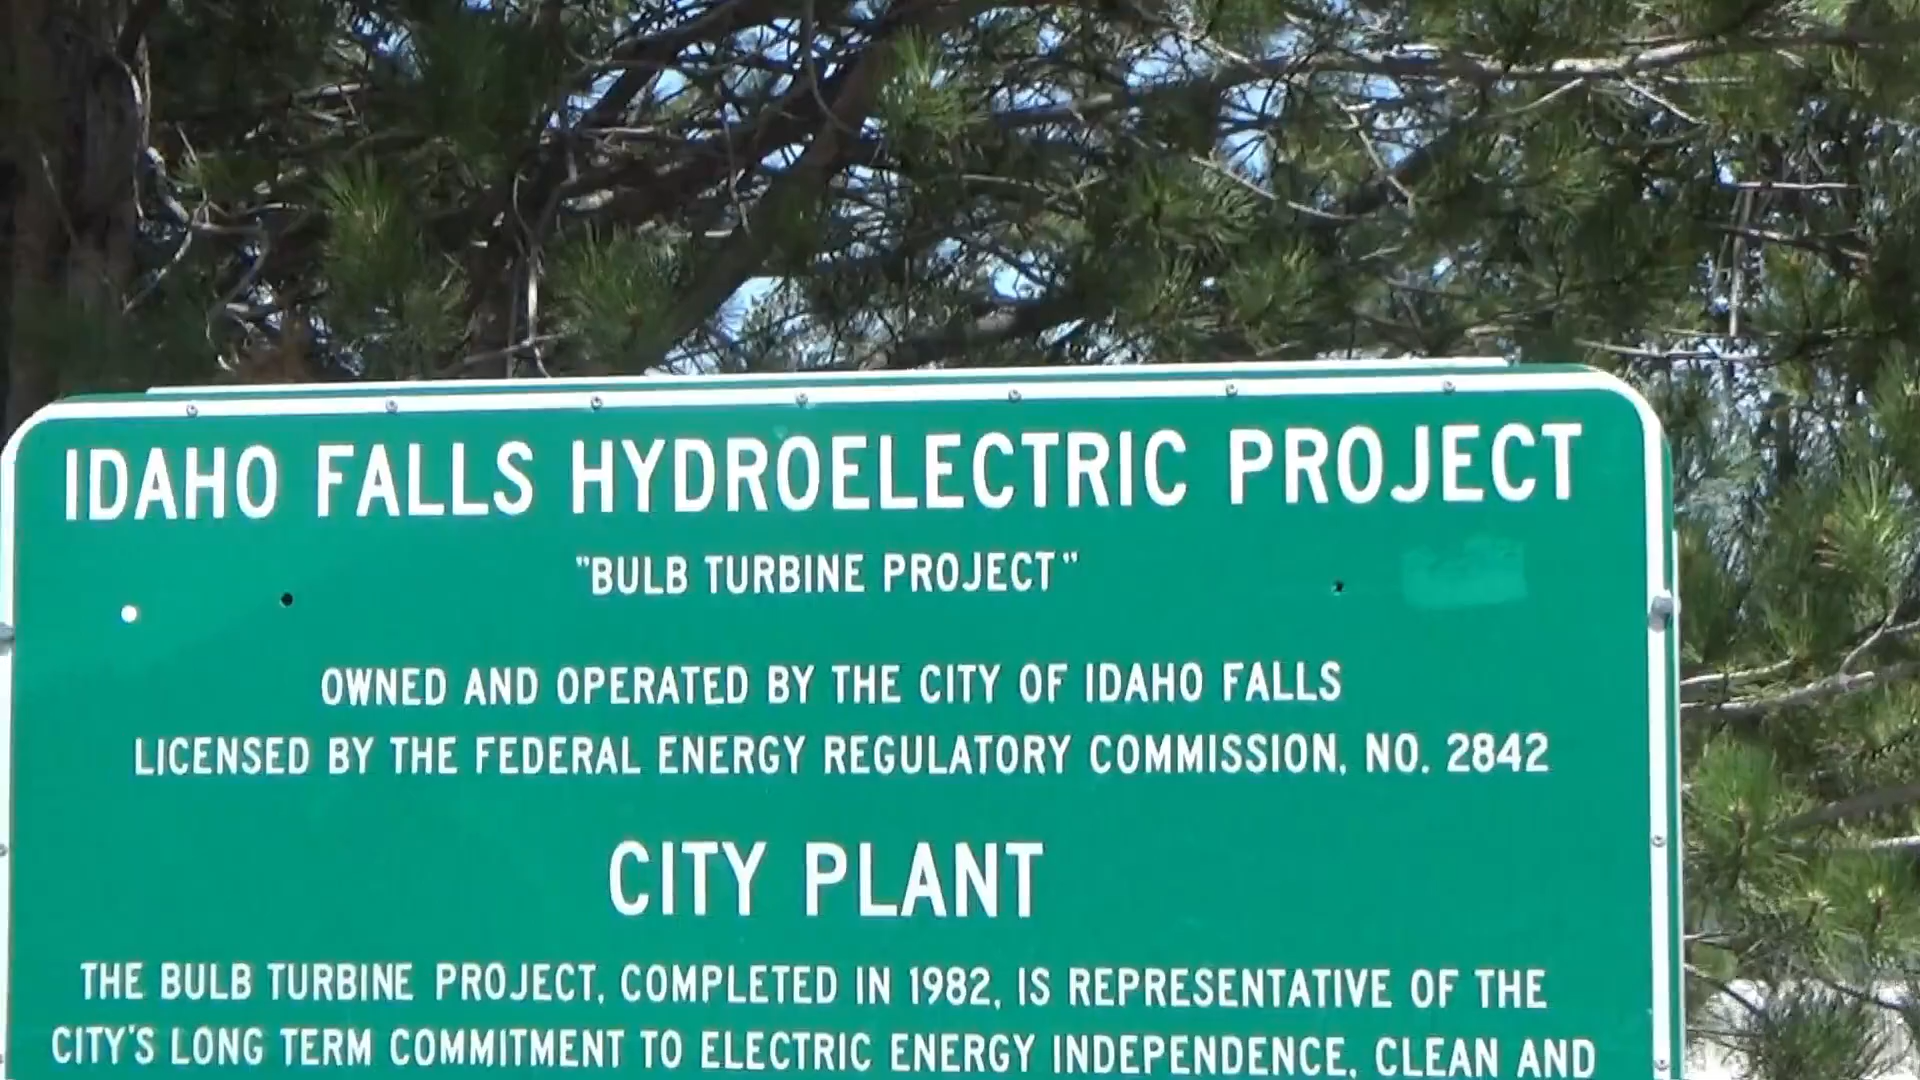 IDAHO FALLS HYDROELECTRIC PROJECT
"BULB TURBINE PROJECT"
OWNED AND OPERATED BY THE CITY OF IDAHO FALLS
LICENSED BY THE FEDERAL ENERGY REGULATORY COMMISSION, NO. 2842
CITY PLANT
THE BULB TURBINE PROJECT, COMPLETED IN 1982, IS REPRESENTATIVE OF THE
CITY'S LONG TERM COMMITMENT TO ELECTRIC ENERGY INDEPENDENCE, CLEAN AND